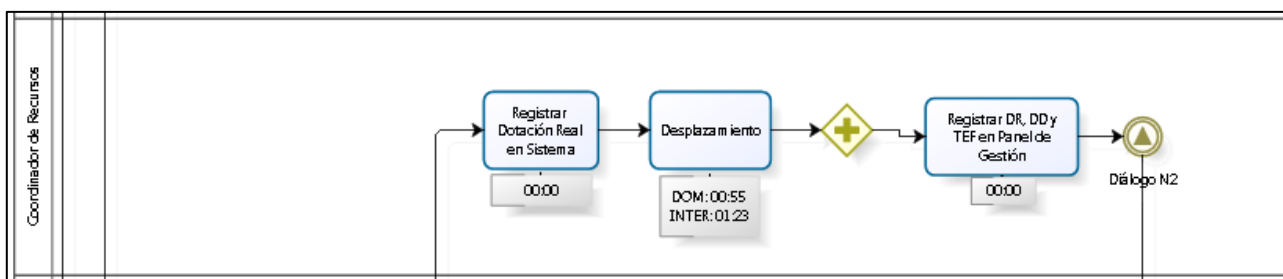 Coordinador de Recursos
Registrar
Dotación Real
en Sistema
00:00
Desplazamiento
DOM: 00:55
INTER: 01:23
Registrar DR, DD y
TEF en Panel de
Gestión
00:00
Diálogo N2